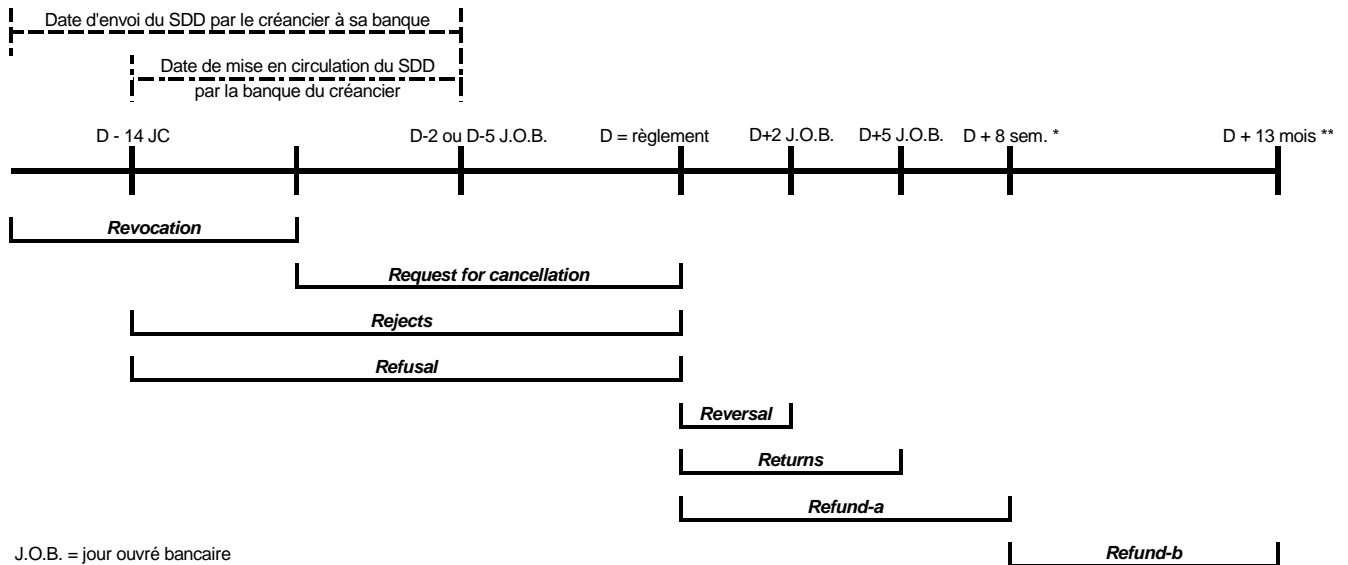 Date d'envoi du SDD par le créancier à sa banque
Date de mise en circulation du SDD
par la banque du créancier
D - 14 JC
D-2 ou D-5 J.O.B.
D = règlement
D+2 J.O.B.
D+5 J.O.B.
D + 8 sem. *
D + 13 mois **
Revocation
Request for cancellation
Rejects
Refusal
Reversal
Returns
Refund-a
J.O.B. = jour ouvré bancaire
Refund-b